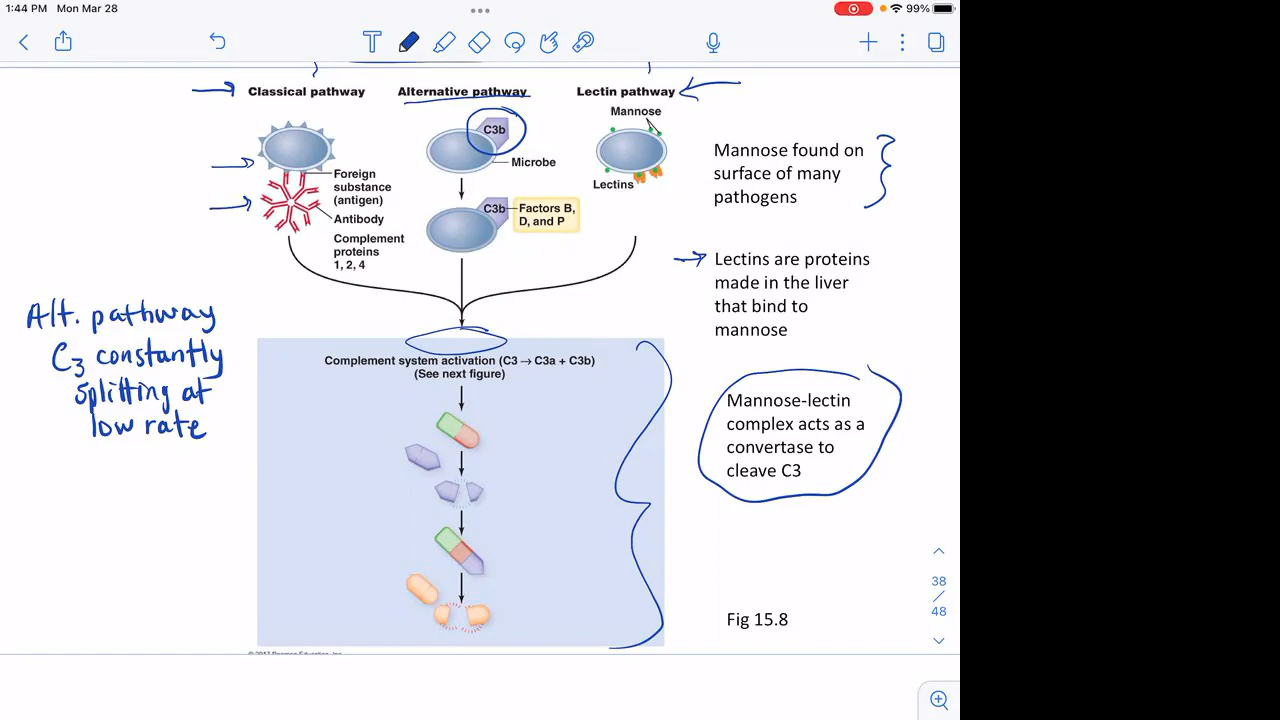 1:44 PM Mon Mar 28
99%
Classical pathway
Alternative pathway
Lectin pathway
Mannose
C3b
Microbe
Lectins
Foreign
substance
(antigen)
Antibody
Complement
proteins
1, 2, 4
C3b
Factors B,
D, and P
Mannose found on
surface of many
pathogens
Lectins are proteins
made in the liver
that bind to
mannose
Alt. pathway
C3 constantly
splitting at
low rate
Complement system activation (C3 → C3a + C3b)
(See next figure)
Mannose-lectin
complex acts as a
convertase to
cleave C3
Fig 15.8
38
/
48